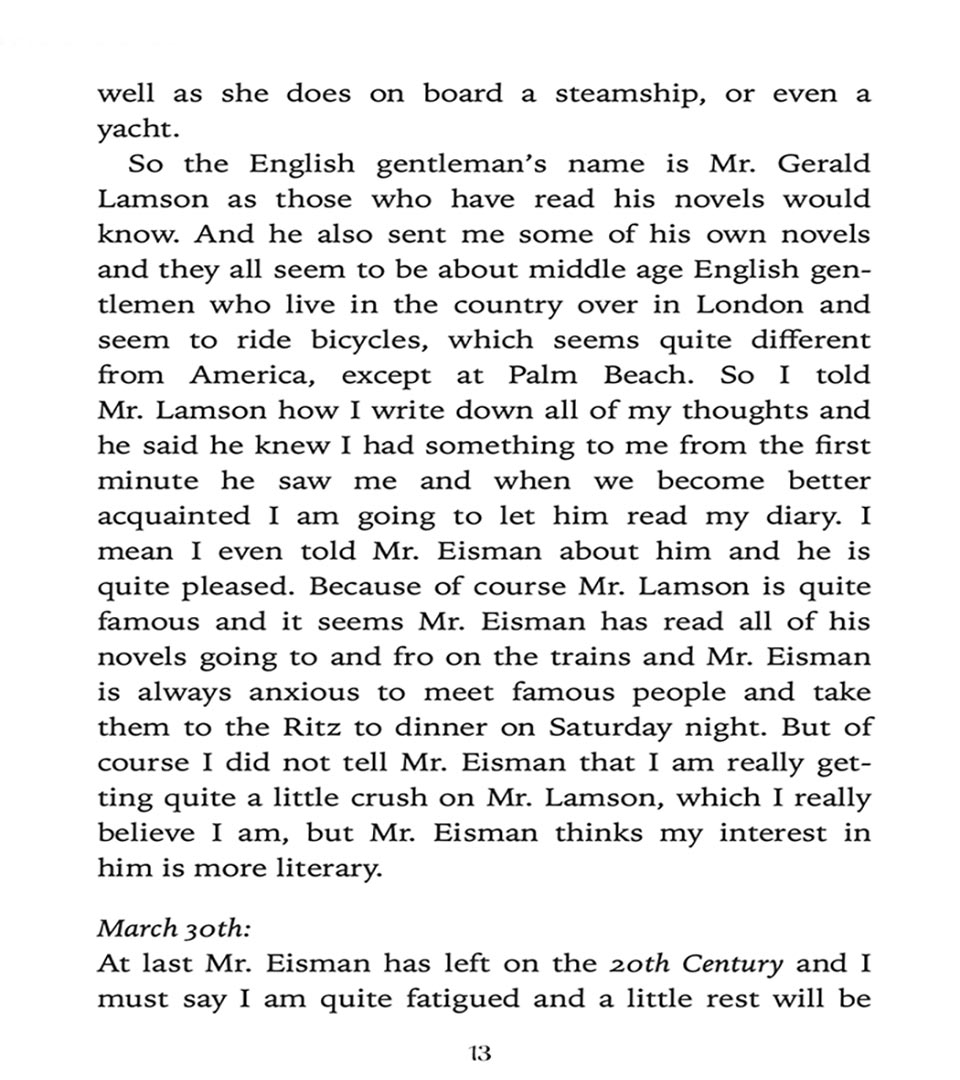 well as she does on board a steamship, or even a
yacht.
So the English gentleman’s name is Mr. Gerald
Lamson as those who have read his novels would
know. And he also sent me some of his own novels
and they all seem to be about middle age English gen-
tlemen who live in the country over in London and
seem to ride bicycles, which seems quite different
from America, except at Palm Beach. So I told
Mr. Lamson how I write down all of my thoughts and
he said he knew I had something to me from the first
minute he saw me and when we become better
acquainted I am going to let him read my diary. I
mean I even told Mr. Eisman about him and he is
quite pleased. Because of course Mr. Lamson is quite
famous and it seems Mr. Eisman has read all of his
novels going to and fro on the trains and Mr. Eisman
is always anxious to meet famous people and take
them to the Ritz to dinner on Saturday night. But of
course I did not tell Mr. Eisman that I am really get-
ting quite a little crush on Mr. Lamson, which I really
believe I am, but Mr. Eisman thinks my interest in
him is more literary.
March 30th:
At last Mr. Eisman has left on the 20th Century and I
must say I am quite fatigued and a little rest will be
13